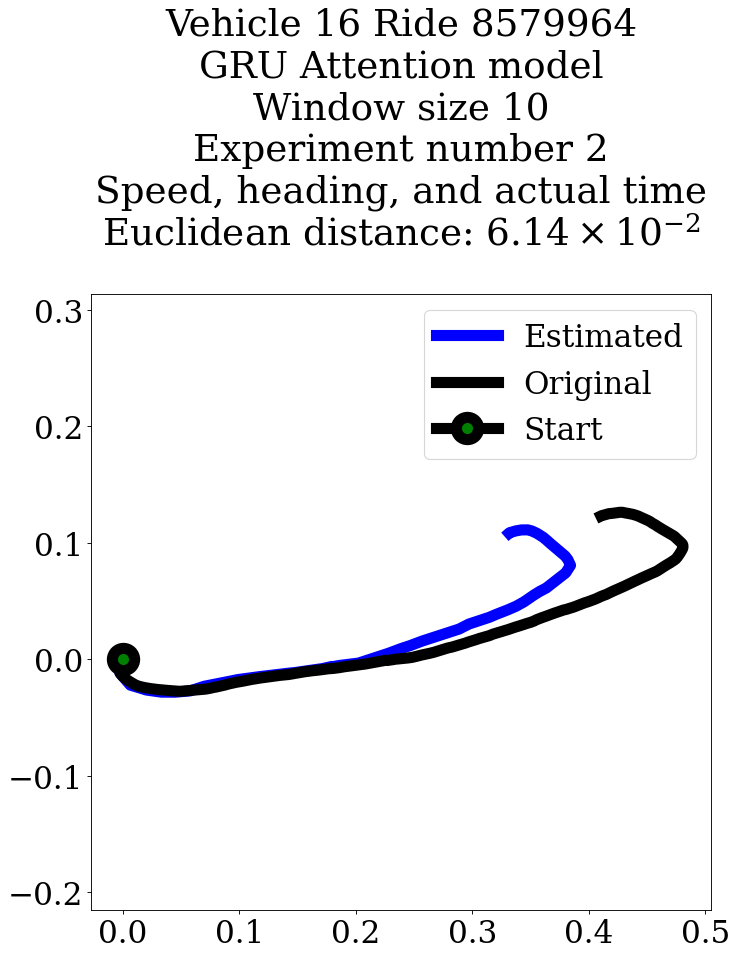 Vehicle 16 Ride 8579964
GRU Attention model
Window size 10
Experiment number 2
Speed, heading, and actual time
Euclidean distance: 6.14 × 10⁻²
Estimated
Original
Start
0.3
0.2
0.1
0.0
−0.1
−0.2
0.0 0.1 0.2 0.3 0.4 0.5